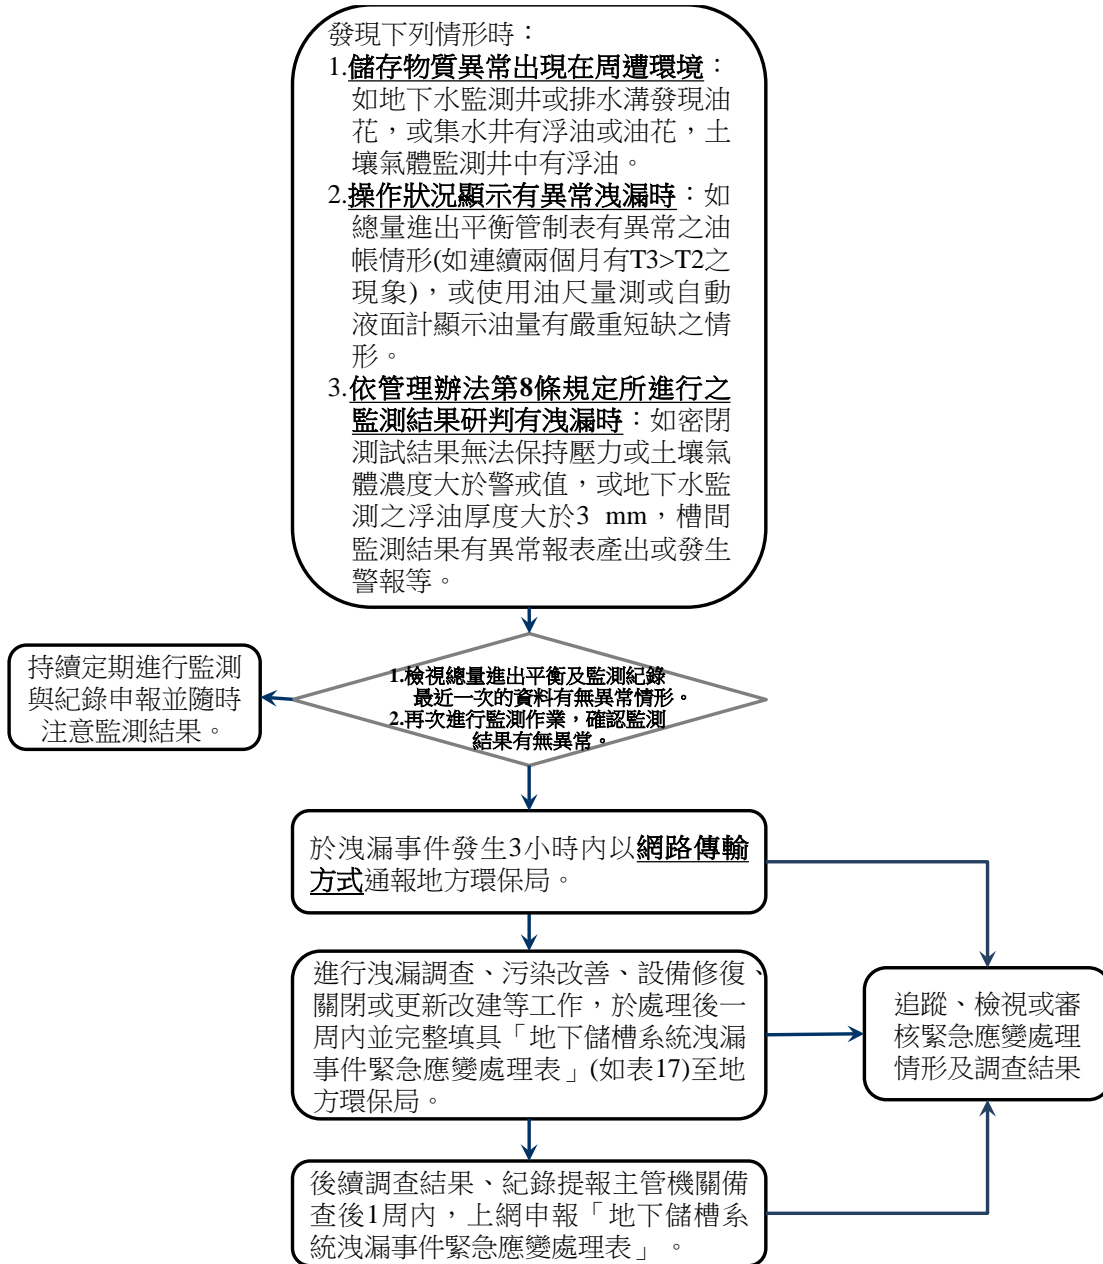 發現下列情形時：
1.儲存物質異常出現在周遭環境：
如地下水監測井或排水溝發現油
花，或集水井有浮油或油花，土
壤氣體監測井中有浮油。
2.操作狀況顯示有異常洩漏時：如
總量進出平衡管制表有異常之油
帳情形(如連續兩個月有T3>T2之
現象)，或使用油尺量測或自動
液面計顯示油量有嚴重短缺之情
形。
3.依管理辦法第8條規定所進行之
監測結果研判有洩漏時：如密閉
測試結果無法保持壓力或土壤氣
體濃度大於警戒值，或地下水監
測之浮油厚度大於3 mm，槽間
監測結果有異常報表產出或發生
警報等。
持續定期進行監測
與紀錄申報並隨時
注意監測結果。
1.檢視總量進出平衡及監測紀錄
最近一次的資料有無異常情形。
2.再次進行監測作業，確認監測
結果有無異常。
於洩漏事件發生3小時內以網路傳輸
方式通報地方環保局。
進行洩漏調查、污染改善、設備修復、
關閉或更新改建等工作，於處理後一
周內並完整填具「地下儲槽系統洩漏
事件緊急應變處理表」(如表17)至地
方環保局。
追蹤、檢視或審
核緊急應變處理
情形及調查結果
後續調查結果、紀錄提報主管機關備
查後1周內，上網申報「地下儲槽系
統洩漏事件緊急應變處理表」。